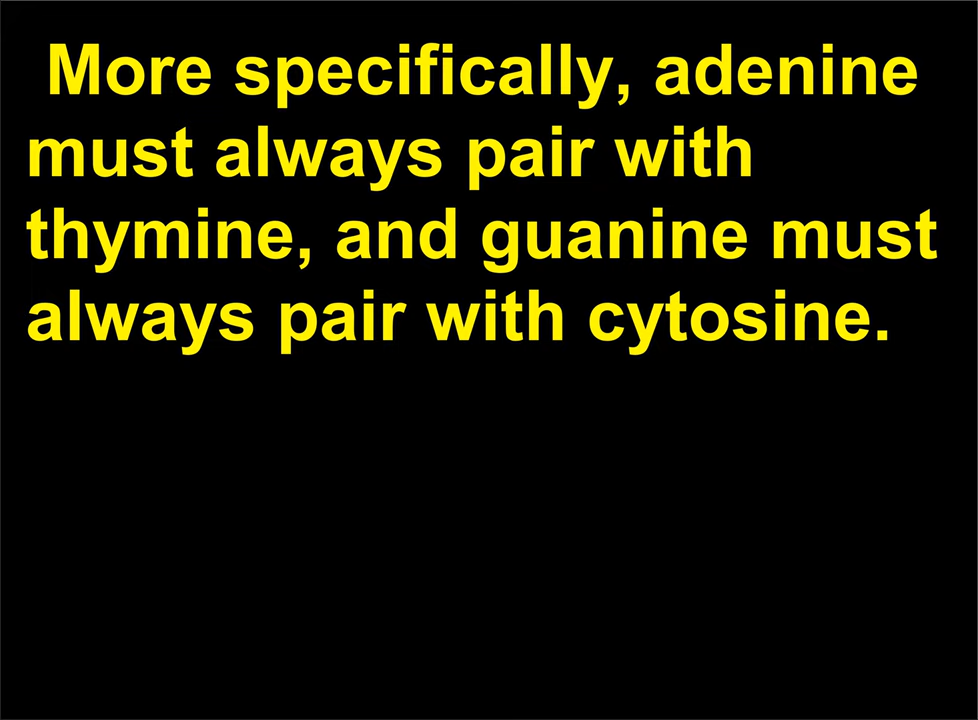 More specifically, adenine
must always pair with
thymine, and guanine must
always pair with cytosine.